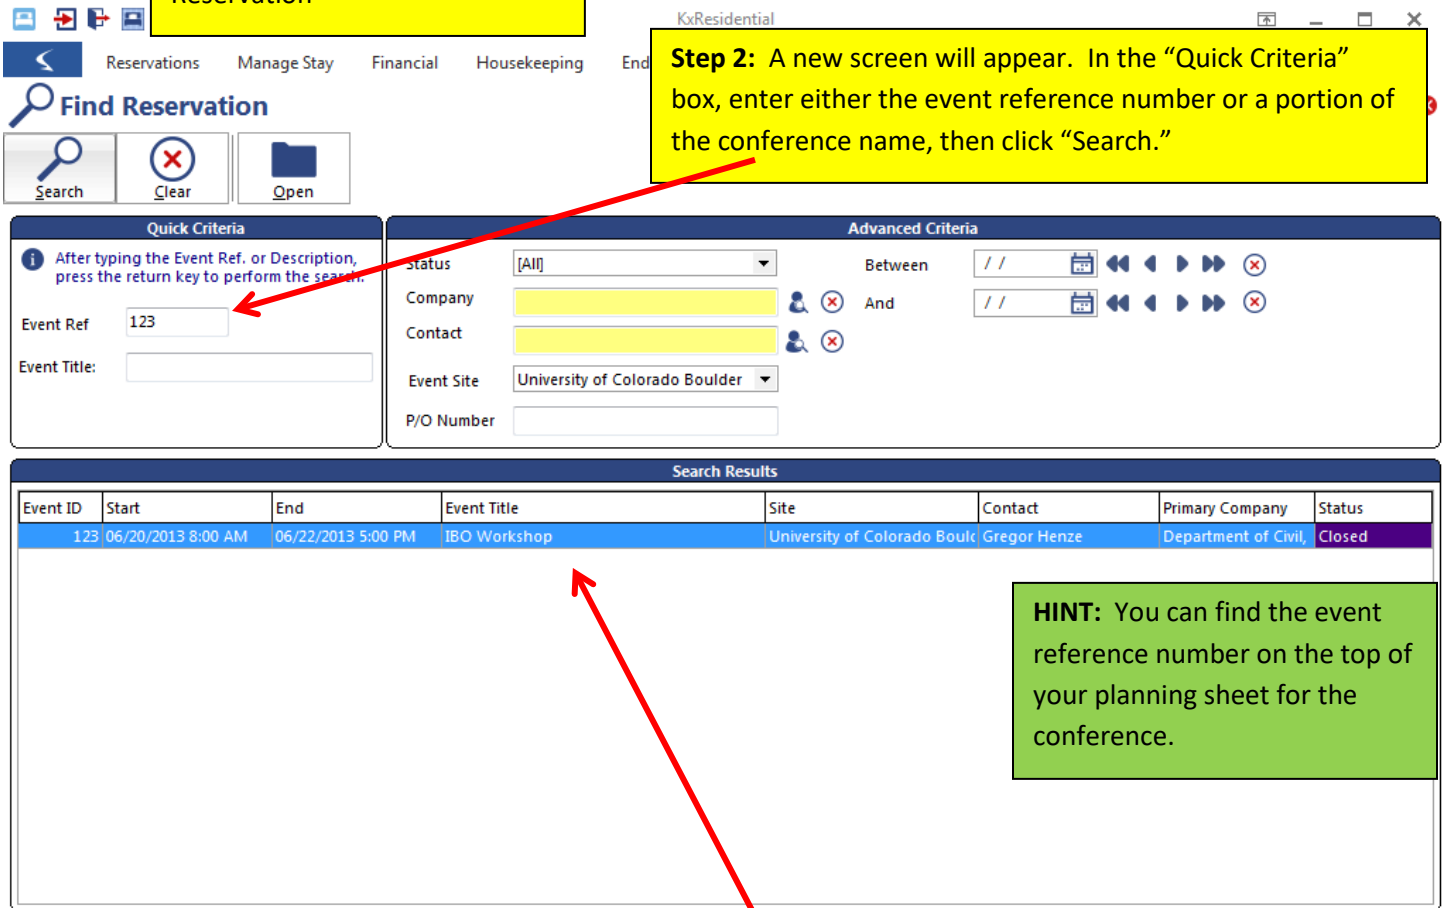 Reservation
KxResidential
Reservations Manage Stay Financial Housekeeping End
Step 2: A new screen will appear. In the “Quick Criteria”
box, enter either the event reference number or a portion of
the conference name, then click “Search.”
Find Reservation
Search Clear Open
Quick Criteria
After typing the Event Ref. or Description,
press the return key to perform the search.
Event Ref 123
Event Title:
Advanced Criteria
Status [All] Between / /
Company And / /
Contact
Event Site University of Colorado Boulder
P/O Number
Search Results
Event ID Start End Event Title Site Contact Primary Company Status
123 06/20/2013 8:00 AM 06/22/2013 5:00 PM IBO Workshop University of Colorado Boulc Gregor Henze Department of Civil, Closed
HINT: You can find the event
reference number on the top of
your planning sheet for the
conference.